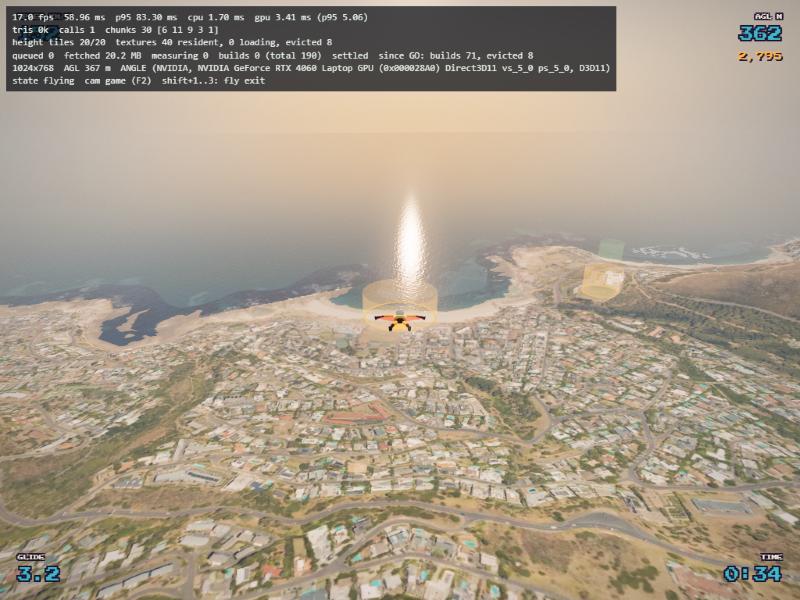 17.0 fps  58.96 ms  p95 83.30 ms  cpu 1.70 ms  gpu 3.41 ms (p95 5.06)
tris 0k  calls 1  chunks 30 [6 11 9 3 1]
height tiles 20/20  textures 40 resident, 0 loading, evicted 8
queued 0  fetched 20.2 MB  measuring 0  builds 0 (total 190)  settled  since GO: builds 71, evicted 8
1024x768  AGL 367 m  ANGLE (NVIDIA, NVIDIA GeForce RTX 4060 Laptop GPU (0x000028A0) Direct3D11 vs_5_0 ps_5_0, D3D11)
state flying  cam game (F2)  shift+1..3: fly exit
AGL M
362
2,795
GLIDE
3.2
TIME
0:34